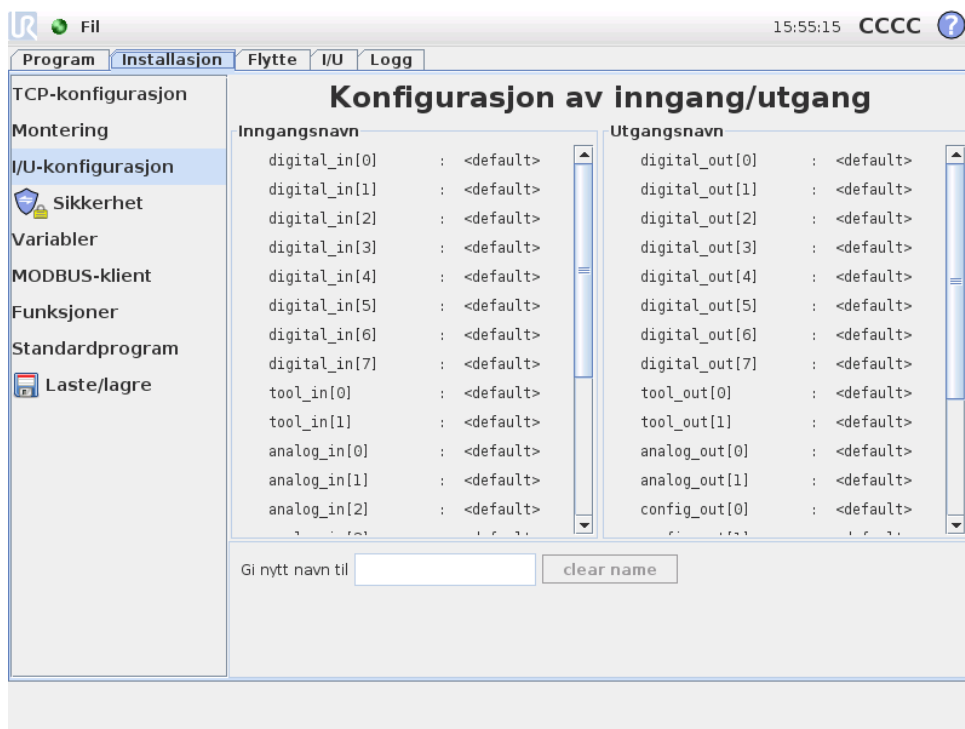 UR Fil 15:55:15 CCCC ?
Program Installasjon Flytte I/U Logg
TCP-konfigurasjon
Montering
I/U-konfigurasjon
Sikkerhet
Variabler
MODBUS-klient
Funksjoner
Standardprogram
Laste/lagre
Konfigurasjon av inngang/utgang
Inngangsnavn
digital_in[0] : <default>
digital_in[1] : <default>
digital_in[2] : <default>
digital_in[3] : <default>
digital_in[4] : <default>
digital_in[5] : <default>
digital_in[6] : <default>
digital_in[7] : <default>
tool_in[0] : <default>
tool_in[1] : <default>
analog_in[0] : <default>
analog_in[1] : <default>
analog_in[2] : <default>
Utgangsnavn
digital_out[0] : <default>
digital_out[1] : <default>
digital_out[2] : <default>
digital_out[3] : <default>
digital_out[4] : <default>
digital_out[5] : <default>
digital_out[6] : <default>
digital_out[7] : <default>
tool_out[0] : <default>
tool_out[1] : <default>
analog_out[0] : <default>
analog_out[1] : <default>
config_out[0] : <default>
Gi nytt navn til clear name